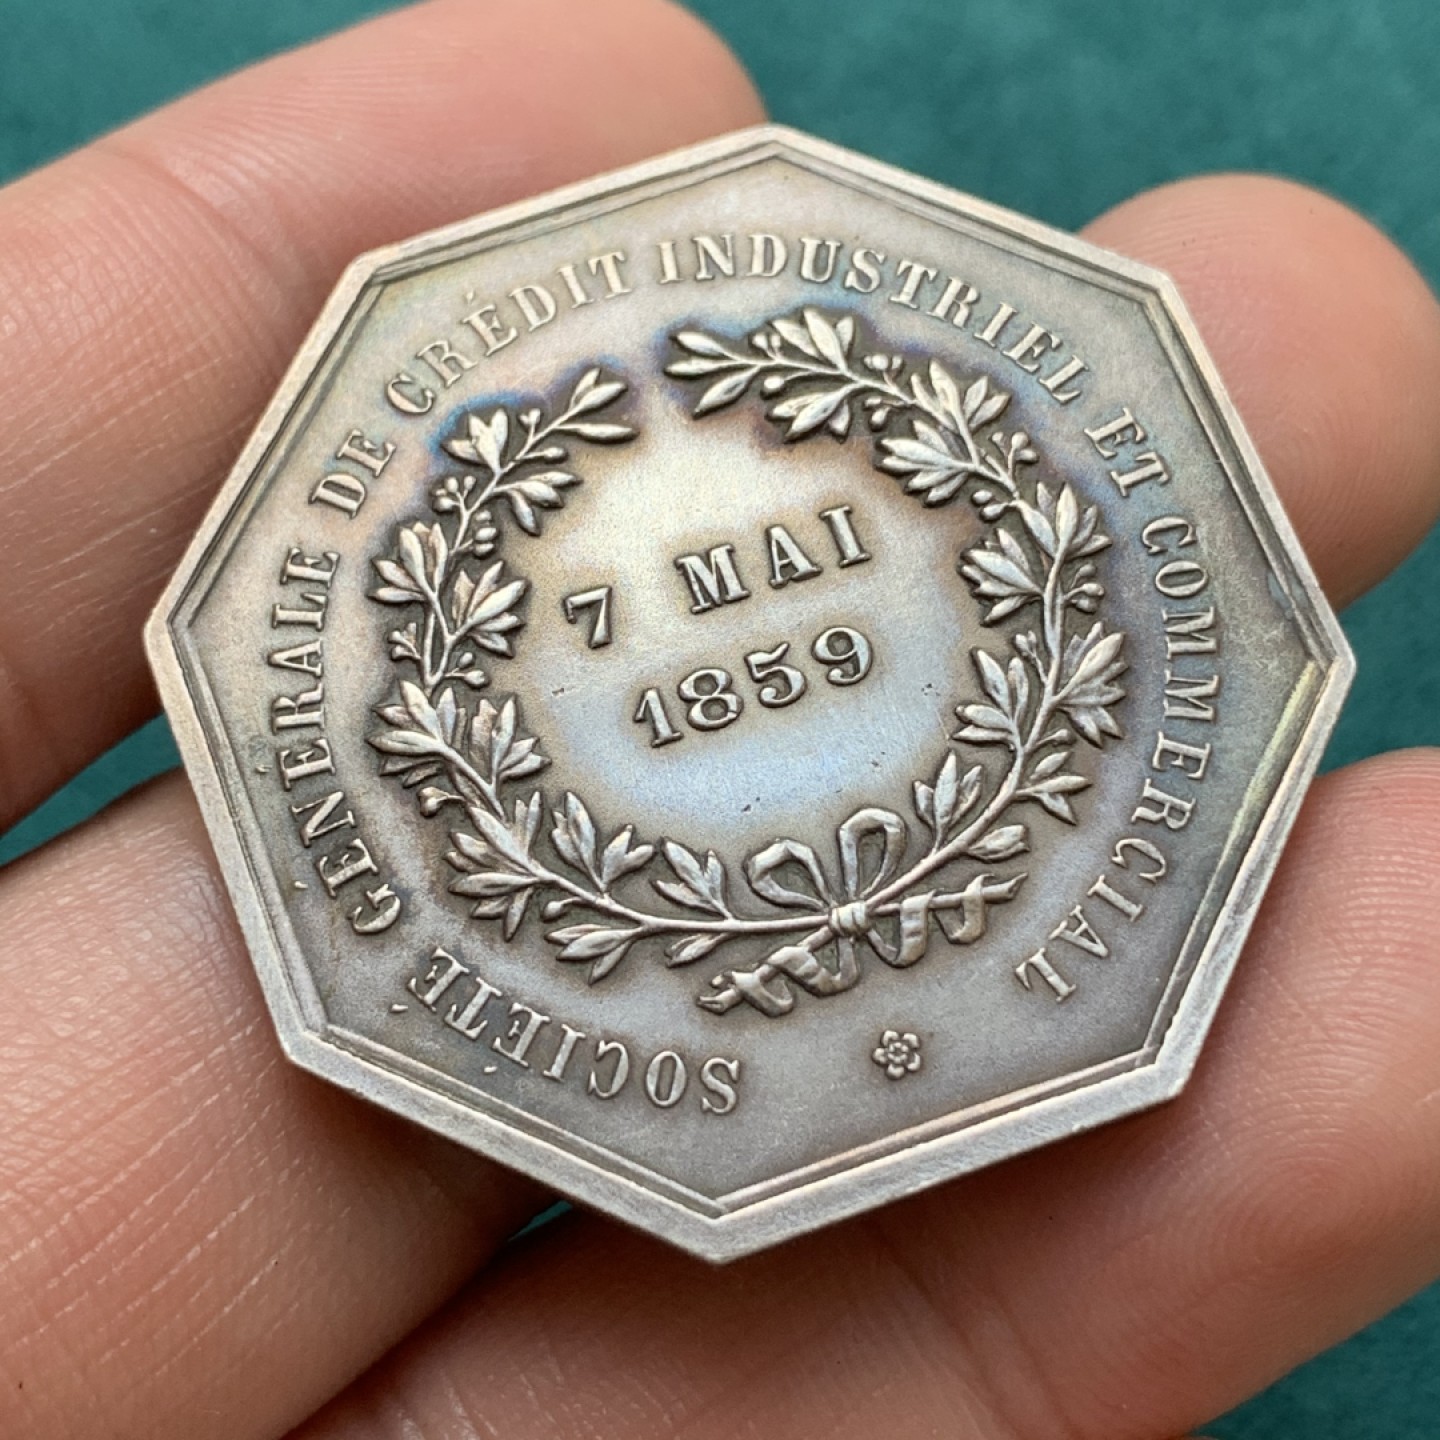 SOCIÉTÉ GÉNÉRALE DE CRÉDIT INDUSTRIEL ET COMMERCIAL
7 MAI
1859